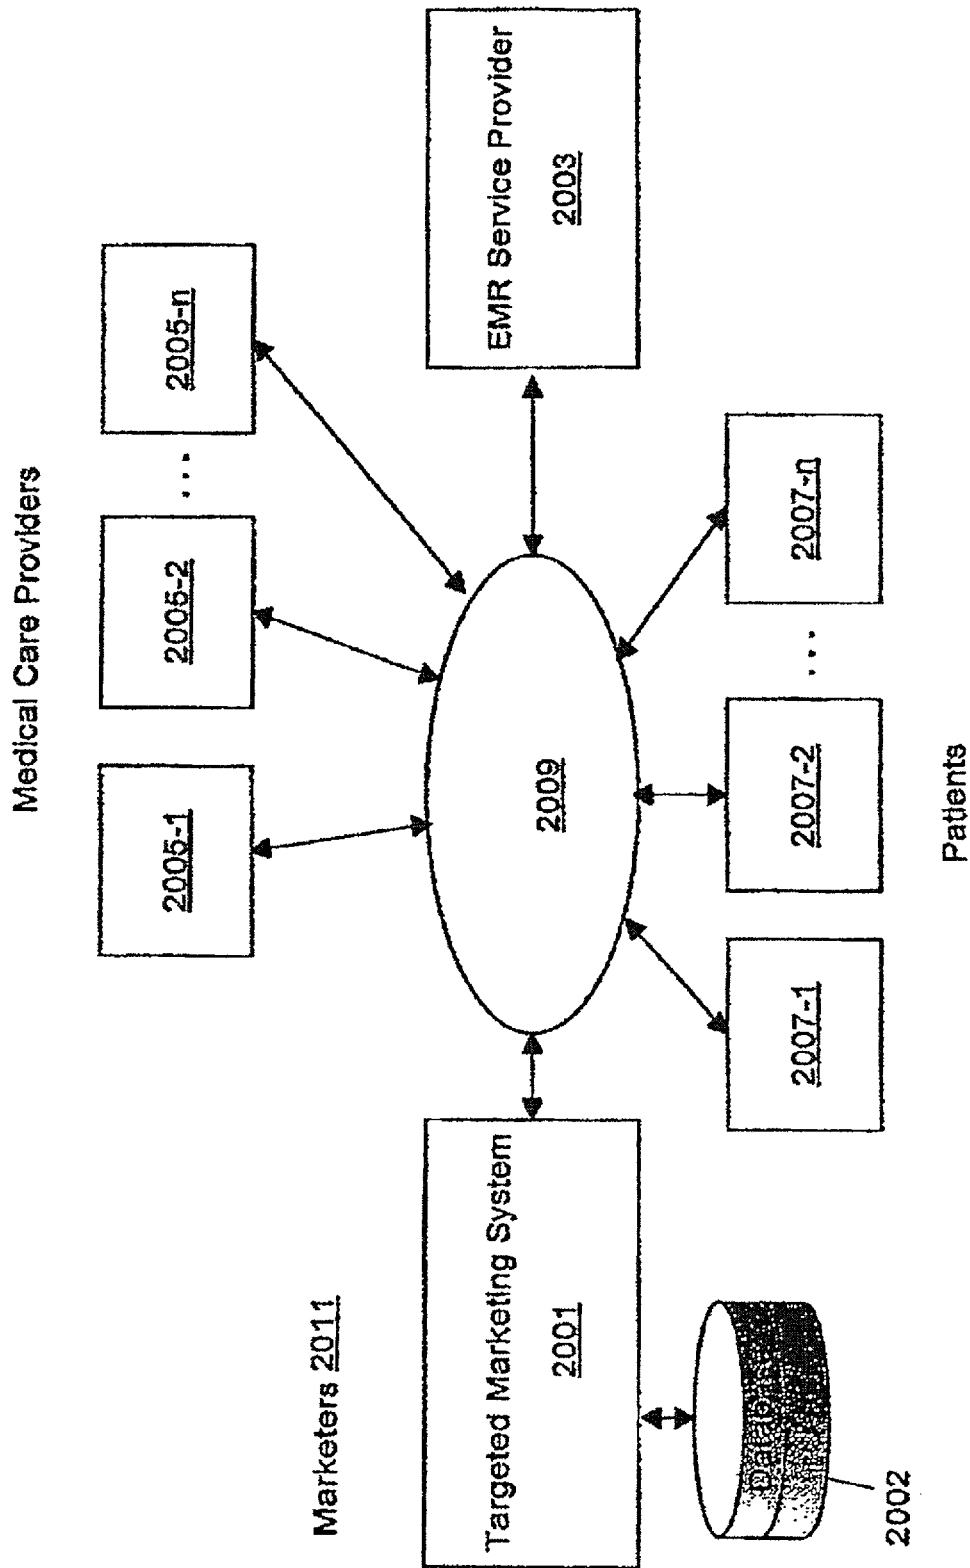 Medical Care Providers
2005-1
2005-2
...
2005-n
Marketers 2011
Targeted Marketing System
2001
2009
EMR Service Provider
2003
2002
2007-1
2007-2
...
2007-n
Patients